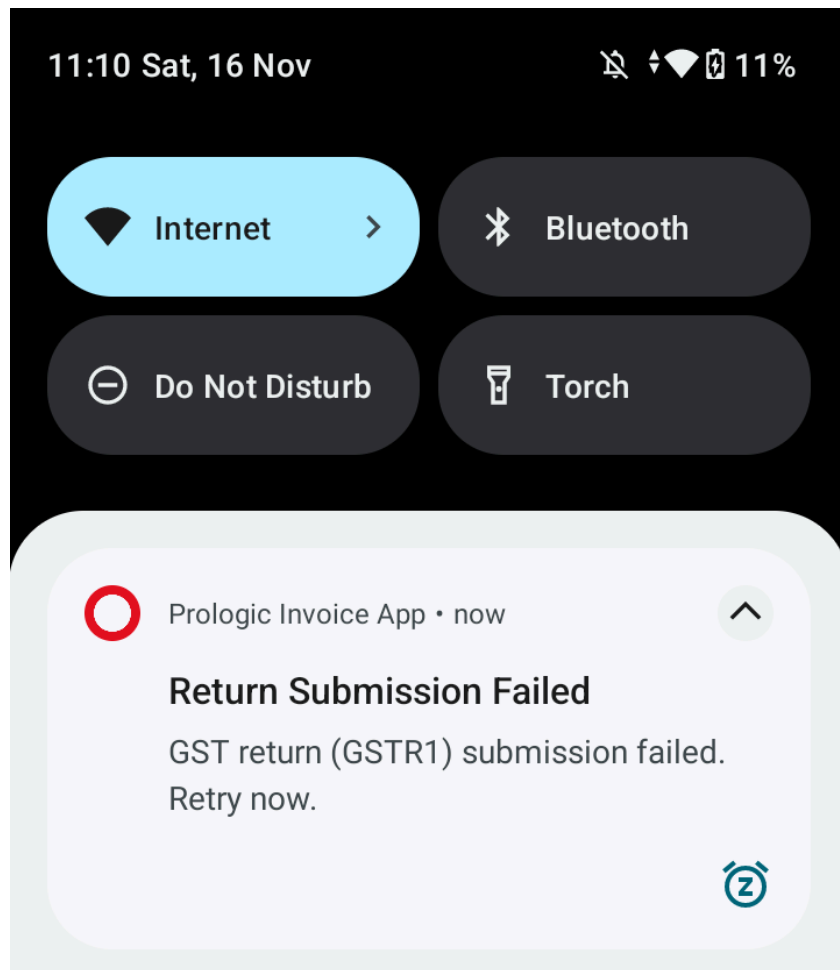 11:10 Sat, 16 Nov 11%
Internet Bluetooth
Do Not Disturb Torch
Prologic Invoice App • now
Return Submission Failed
GST return (GSTR1) submission failed.
Retry now.